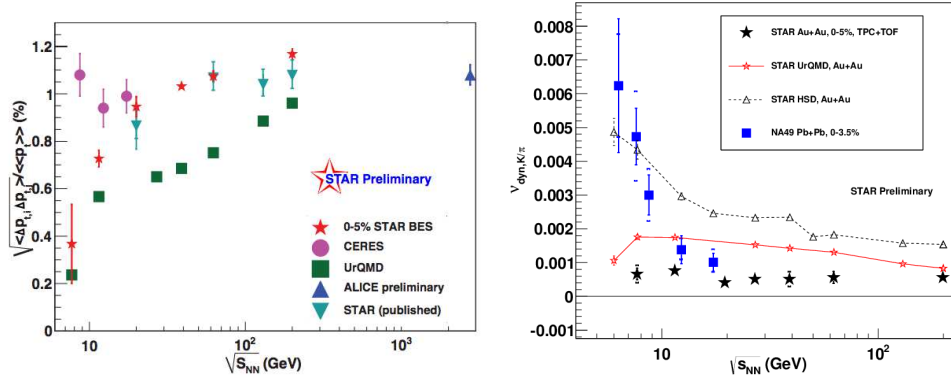 √<Δp_t,i Δp_t,j>/<<p_t>> (%)
1.2
1
0.8
0.6
0.4
0.2
0
STAR Preliminary
0-5% STAR BES
CERES
UrQMD
ALICE preliminary
STAR (published)
10
10²
10³
√S_NN (GeV)
ν_dyn,K/π
0.008
0.007
0.006
0.005
0.004
0.003
0.002
0.001
0
-0.001
STAR Au+Au, 0-5%, TPC+TOF
STAR UrQMD, Au+Au
STAR HSD, Au+Au
NA49 Pb+Pb, 0-3.5%
STAR Preliminary
10
10²
√s_NN (GeV)